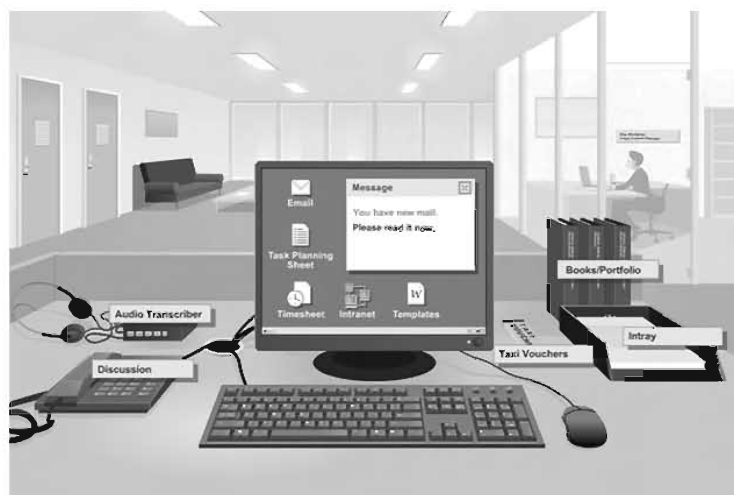 Message
You have new mail.
Please read it now.
Email
Task Planning
Sheet
Timesheet
Intranet
W
Templates
Audio Transcriber
Discussion
Books/Portfolio
Taxi Vouchers
Intray